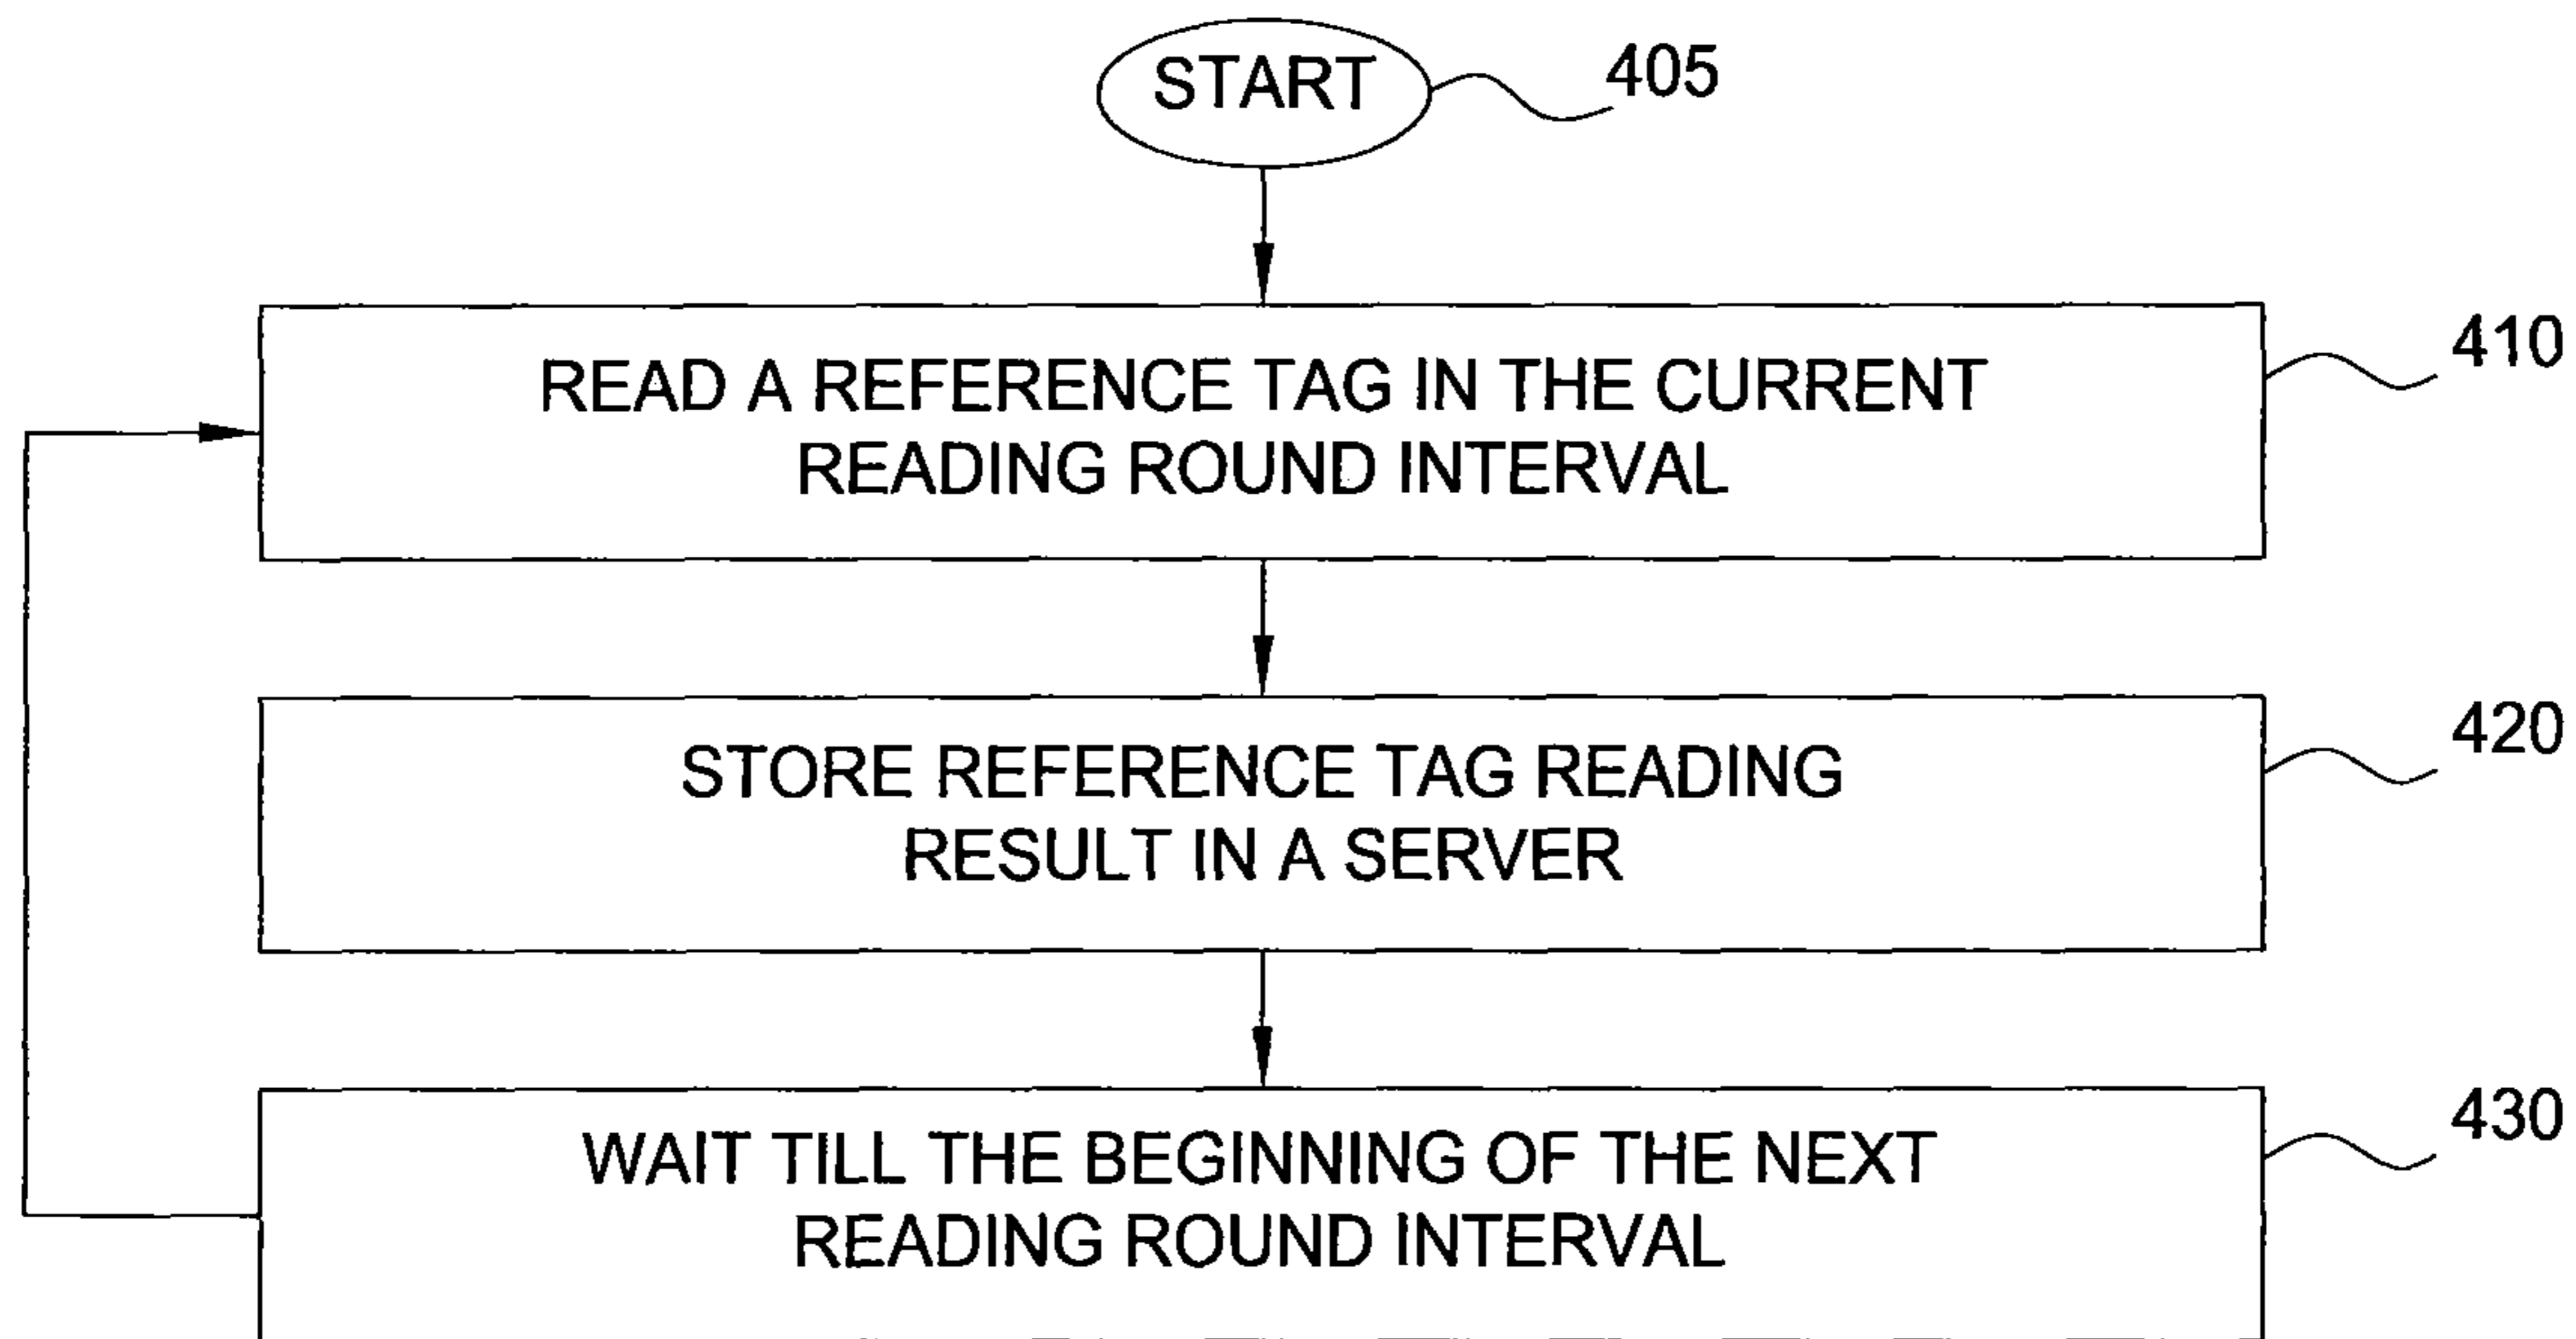 START
405
READ A REFERENCE TAG IN THE CURRENT
READING ROUND INTERVAL
410
STORE REFERENCE TAG READING
RESULT IN A SERVER
420
WAIT TILL THE BEGINNING OF THE NEXT
READING ROUND INTERVAL
430